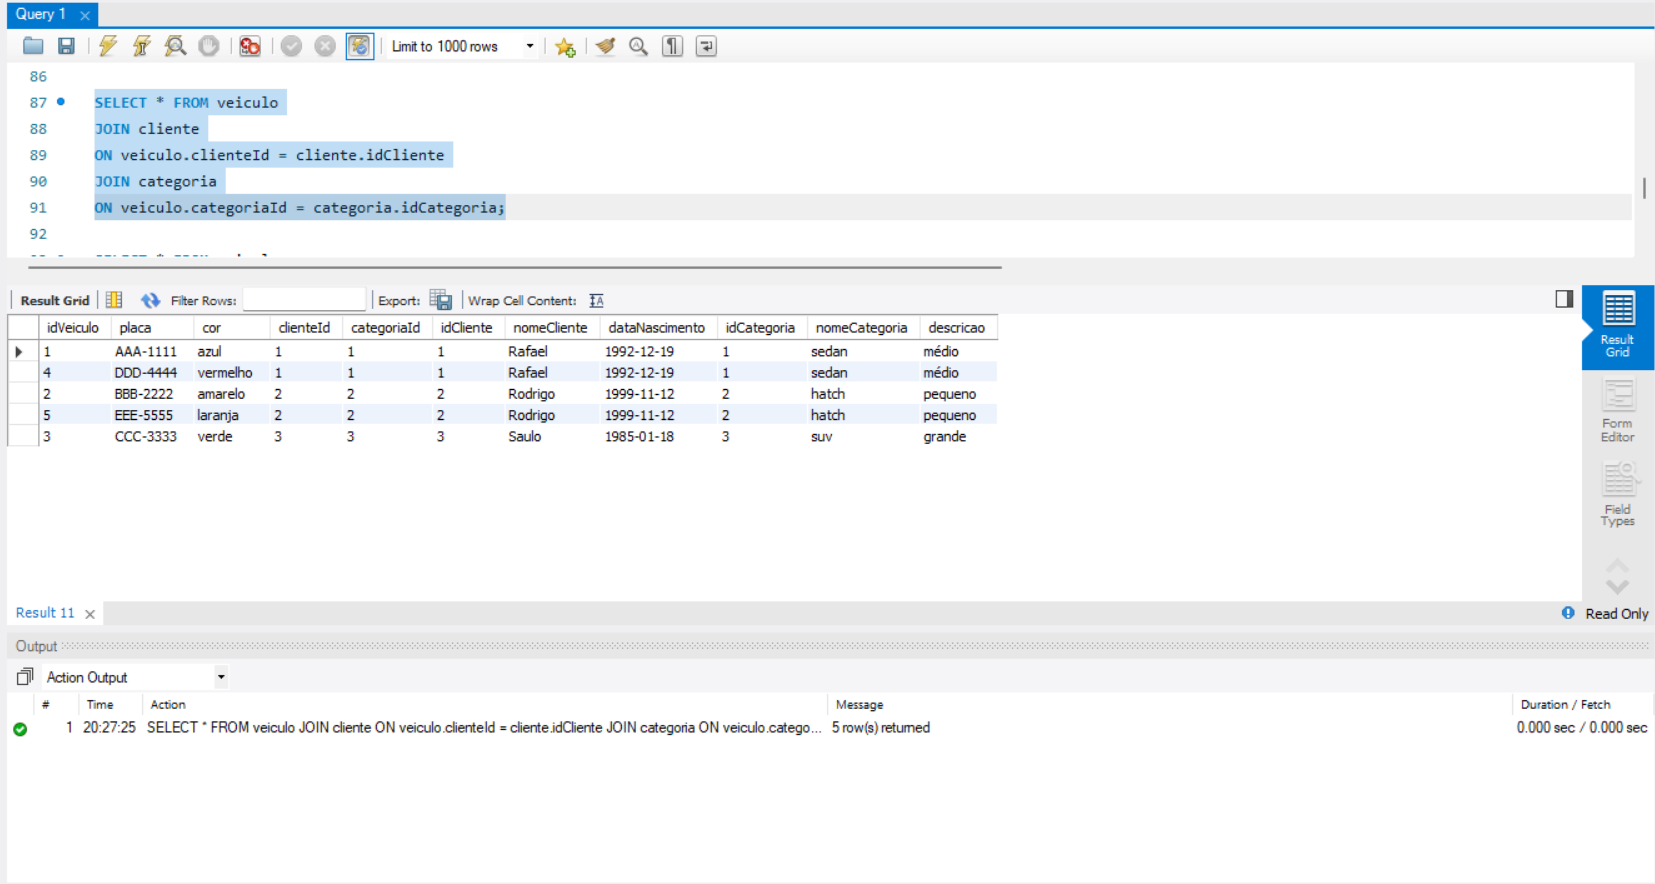 Query 1
Limit to 1000 rows
86
87 SELECT * FROM veiculo
88 JOIN cliente
89 ON veiculo.clienteId = cliente.idCliente
90 JOIN categoria
91 ON veiculo.categoriaId = categoria.idCategoria;
92
Result Grid Filter Rows: Export: Wrap Cell Content:
idVeiculo placa cor clienteId categoriaId idCliente nomeCliente dataNascimento idCategoria nomeCategoria descricao
1 AAA-1111 azul 1 1 1 Rafael 1992-12-19 1 sedan médio
4 DDD-4444 vermelho 1 1 1 Rafael 1992-12-19 1 sedan médio
2 BBB-2222 amarelo 2 2 2 Rodrigo 1999-11-12 2 hatch pequeno
5 EEE-5555 laranja 2 2 2 Rodrigo 1999-11-12 2 hatch pequeno
3 CCC-3333 verde 3 3 3 Saulo 1985-01-18 3 suv grande
Result
Grid
Form
Editor
Field
Types
Result 11
Read Only
Output
Action Output
# Time Action Message Duration / Fetch
1 20:27:25 SELECT * FROM veiculo JOIN cliente ON veiculo.clienteId = cliente.idCliente JOIN categoria ON veiculo.catego... 5 row(s) returned 0.000 sec / 0.000 sec